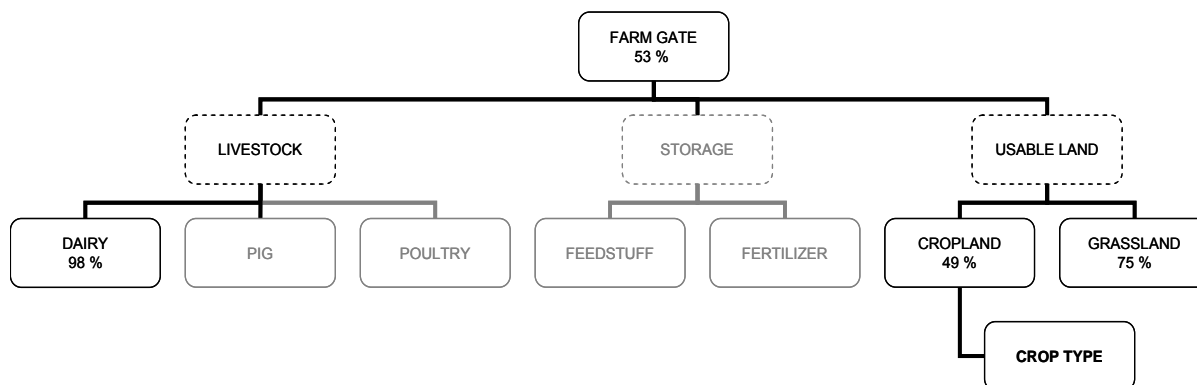 FARM GATE
53 %
LIVESTOCK
STORAGE
USABLE LAND
DAIRY
98 %
PIG
POULTRY
FEEDSTUFF
FERTILIZER
CROPLAND
49 %
GRASSLAND
75 %
CROP TYPE